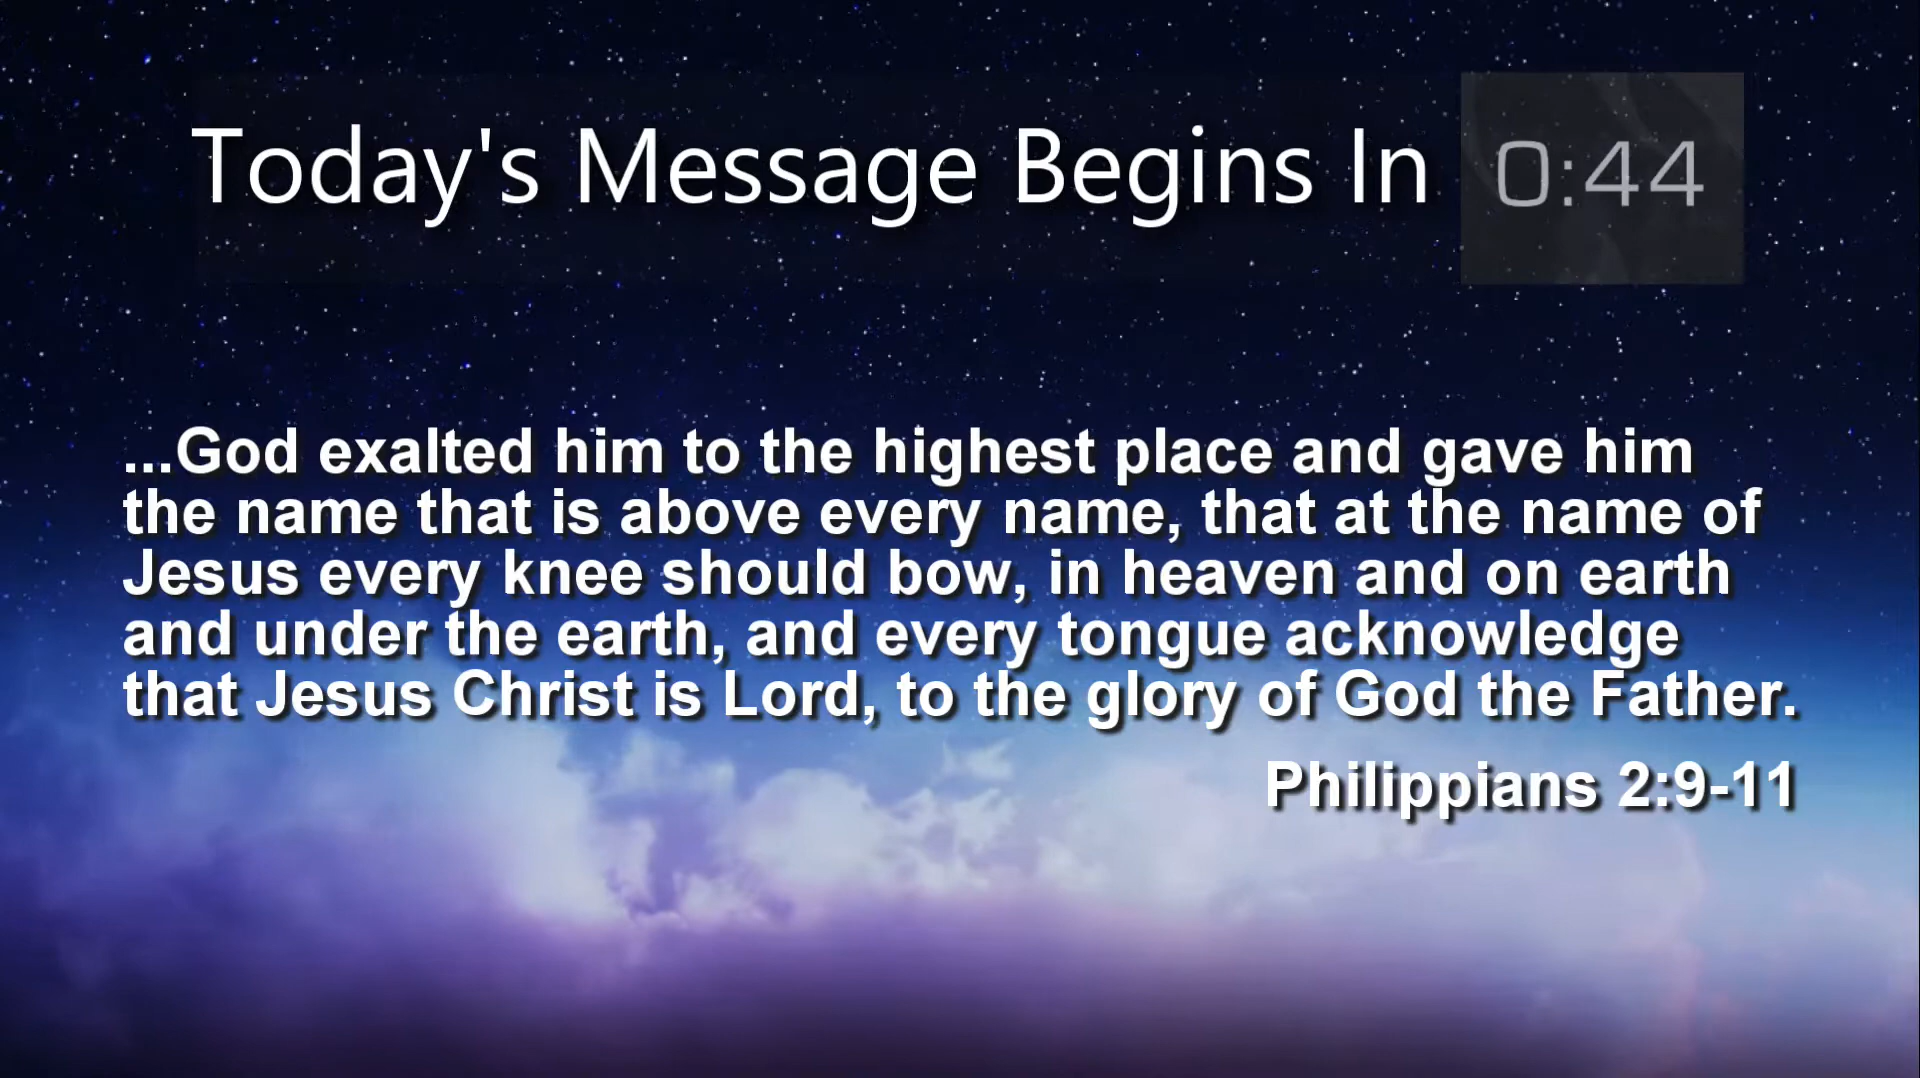 Today's Message Begins In 0:44
...God exalted him to the highest place and gave him
the name that is above every name, that at the name of
Jesus every knee should bow, in heaven and on earth
and under the earth, and every tongue acknowledge
that Jesus Christ is Lord, to the glory of God the Father.
Philippians 2:9-11